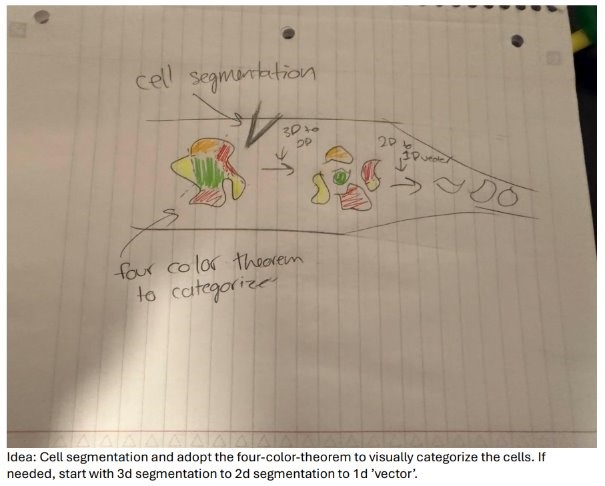 cell segmentation
3D to
2D
2D to
1D vector
four color theorem
to categorize
Idea: Cell segmentation and adopt the four-color-theorem to visually categorize the cells. If
needed, start with 3d segmentation to 2d segmentation to 1d 'vector'.